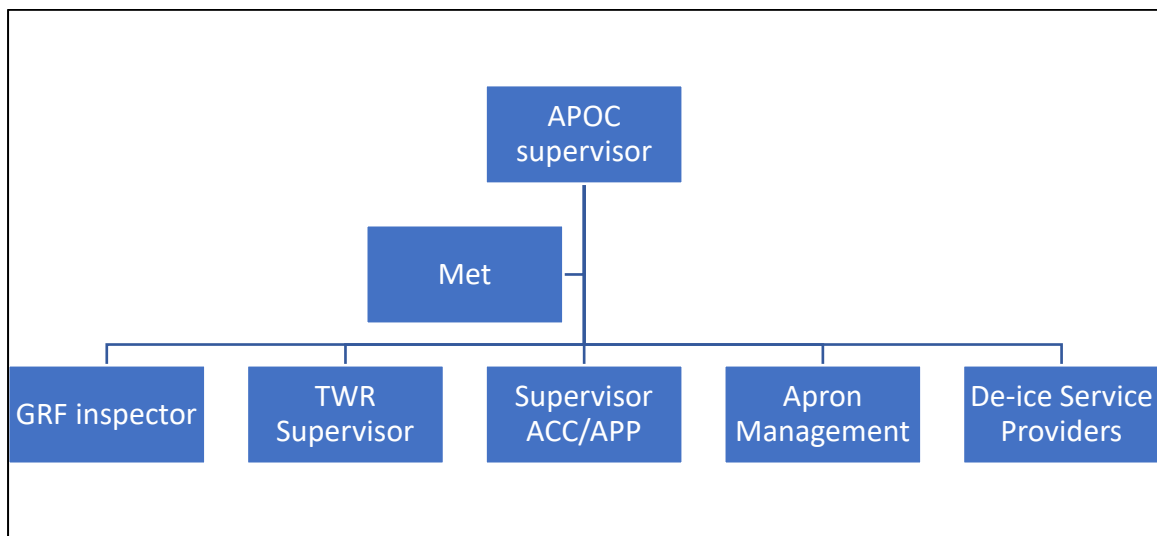 APOC
supervisor
Met
GRF inspector
TWR
Supervisor
Supervisor
ACC/APP
Apron
Management
De-ice Service
Providers